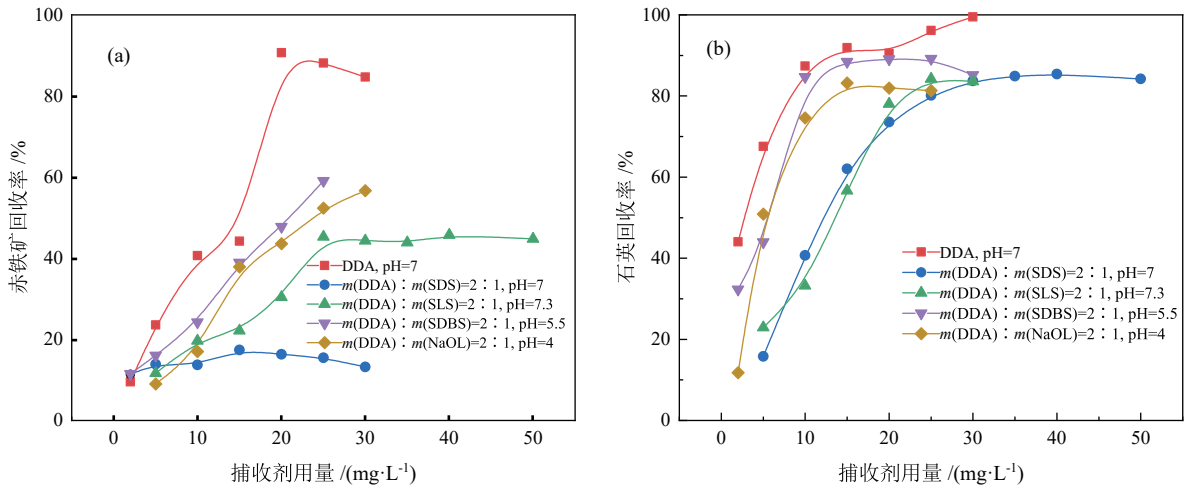 (a)
100
80
60
40
20
0
赤铁矿回收率 /%
DDA, pH=7
m(DDA)∶m(SDS)=2∶1, pH=7
m(DDA)∶m(SLS)=2∶1, pH=7.3
m(DDA)∶m(SDBS)=2∶1, pH=5.5
m(DDA)∶m(NaOL)=2∶1, pH=4
0 10 20 30 40 50
捕收剂用量 /(mg·L-1)
(b)
100
80
60
40
20
0
石英回收率 /%
DDA, pH=7
m(DDA)∶m(SDS)=2∶1, pH=7
m(DDA)∶m(SLS)=2∶1, pH=7.3
m(DDA)∶m(SDBS)=2∶1, pH=5.5
m(DDA)∶m(NaOL)=2∶1, pH=4
0 10 20 30 40 50
捕收剂用量 /(mg·L-1)